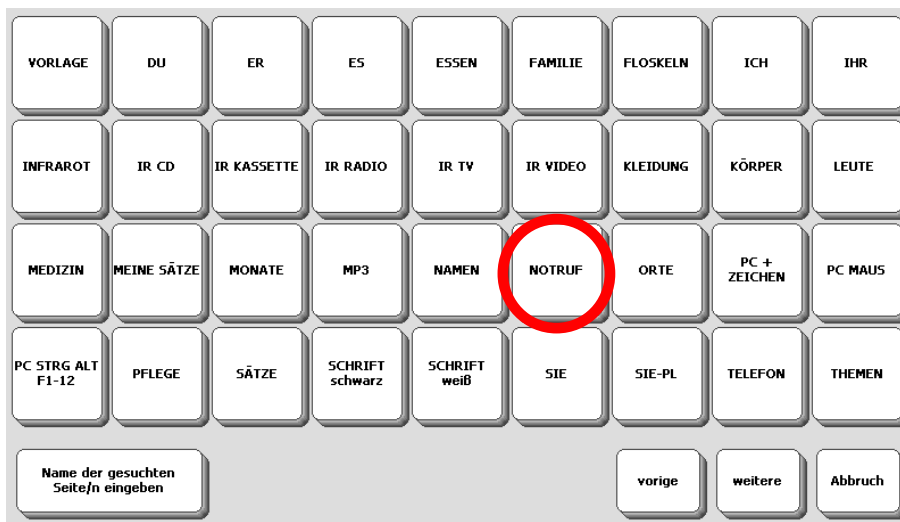 VORLAGE
DU
ER
ES
ESSEN
FAMILIE
FLOSKELN
ICH
IHR
INFRAROT
IR CD
IR KASSETTE
IR RADIO
IR TV
IR VIDEO
KLEIDUNG
KÖRPER
LEUTE
MEDIZIN
MEINE SÄTZE
MONATE
MP3
NAMEN
NOTRUF
ORTE
PC +
ZEICHEN
PC MAUS
PC STRG ALT
F1-12
PFLEGE
SÄTZE
SCHRIFT
schwarz
SCHRIFT
weiß
SIE
SIE-PL
TELEFON
THEMEN
Name der gesuchten
Seite/n eingeben
vorige
weitere
Abbruch